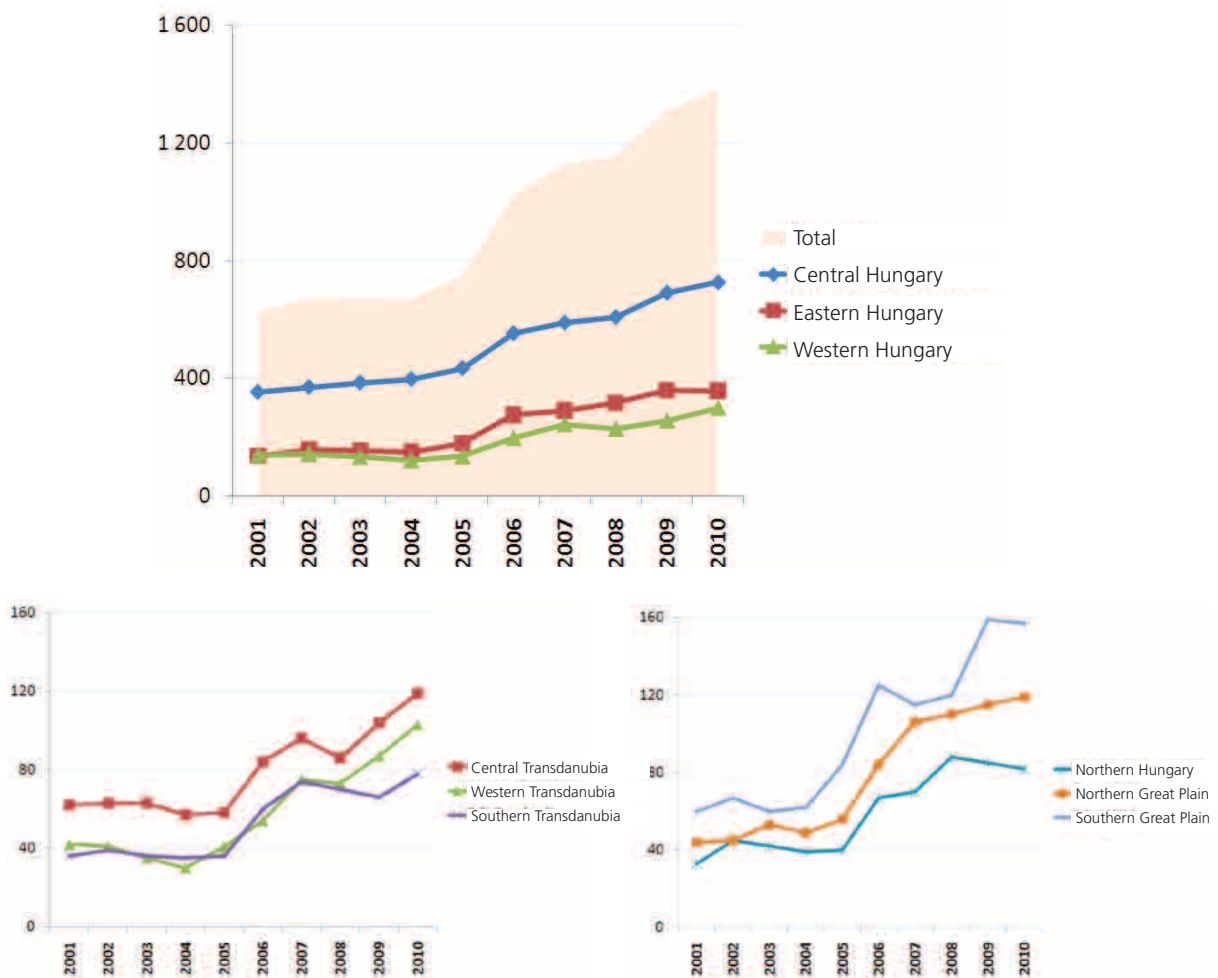 1 600
1 200
800
400
0
2001 2002 2003 2004 2005 2006 2007 2008 2009 2010
Total
Central Hungary
Eastern Hungary
Western Hungary
160
120
80
40
0
2001 2002 2003 2004 2005 2006 2007 2008 2009 2010
Central Transdanubia
Western Transdanubia
Southern Transdanubia
160
120
80
40
0
2001 2002 2003 2004 2005 2006 2007 2008 2009 2010
Northern Hungary
Northern Great Plain
Southern Great Plain